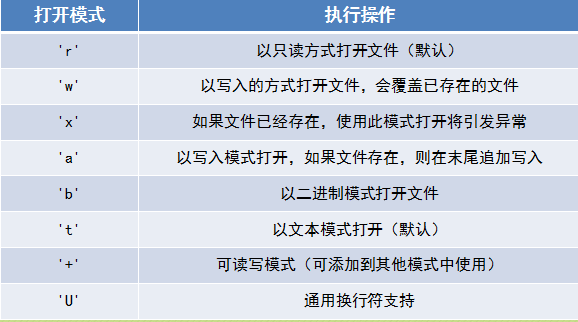 打开模式 执行操作
'r' 以只读方式打开文件（默认）
'w' 以写入的方式打开文件，会覆盖已存在的文件
'x' 如果文件已经存在，使用此模式打开将引发异常
'a' 以写入模式打开，如果文件存在，则在末尾追加写入
'b' 以二进制模式打开文件
't' 以文本模式打开（默认）
'+' 可读写模式（可添加到其他模式中使用）
'U' 通用换行符支持